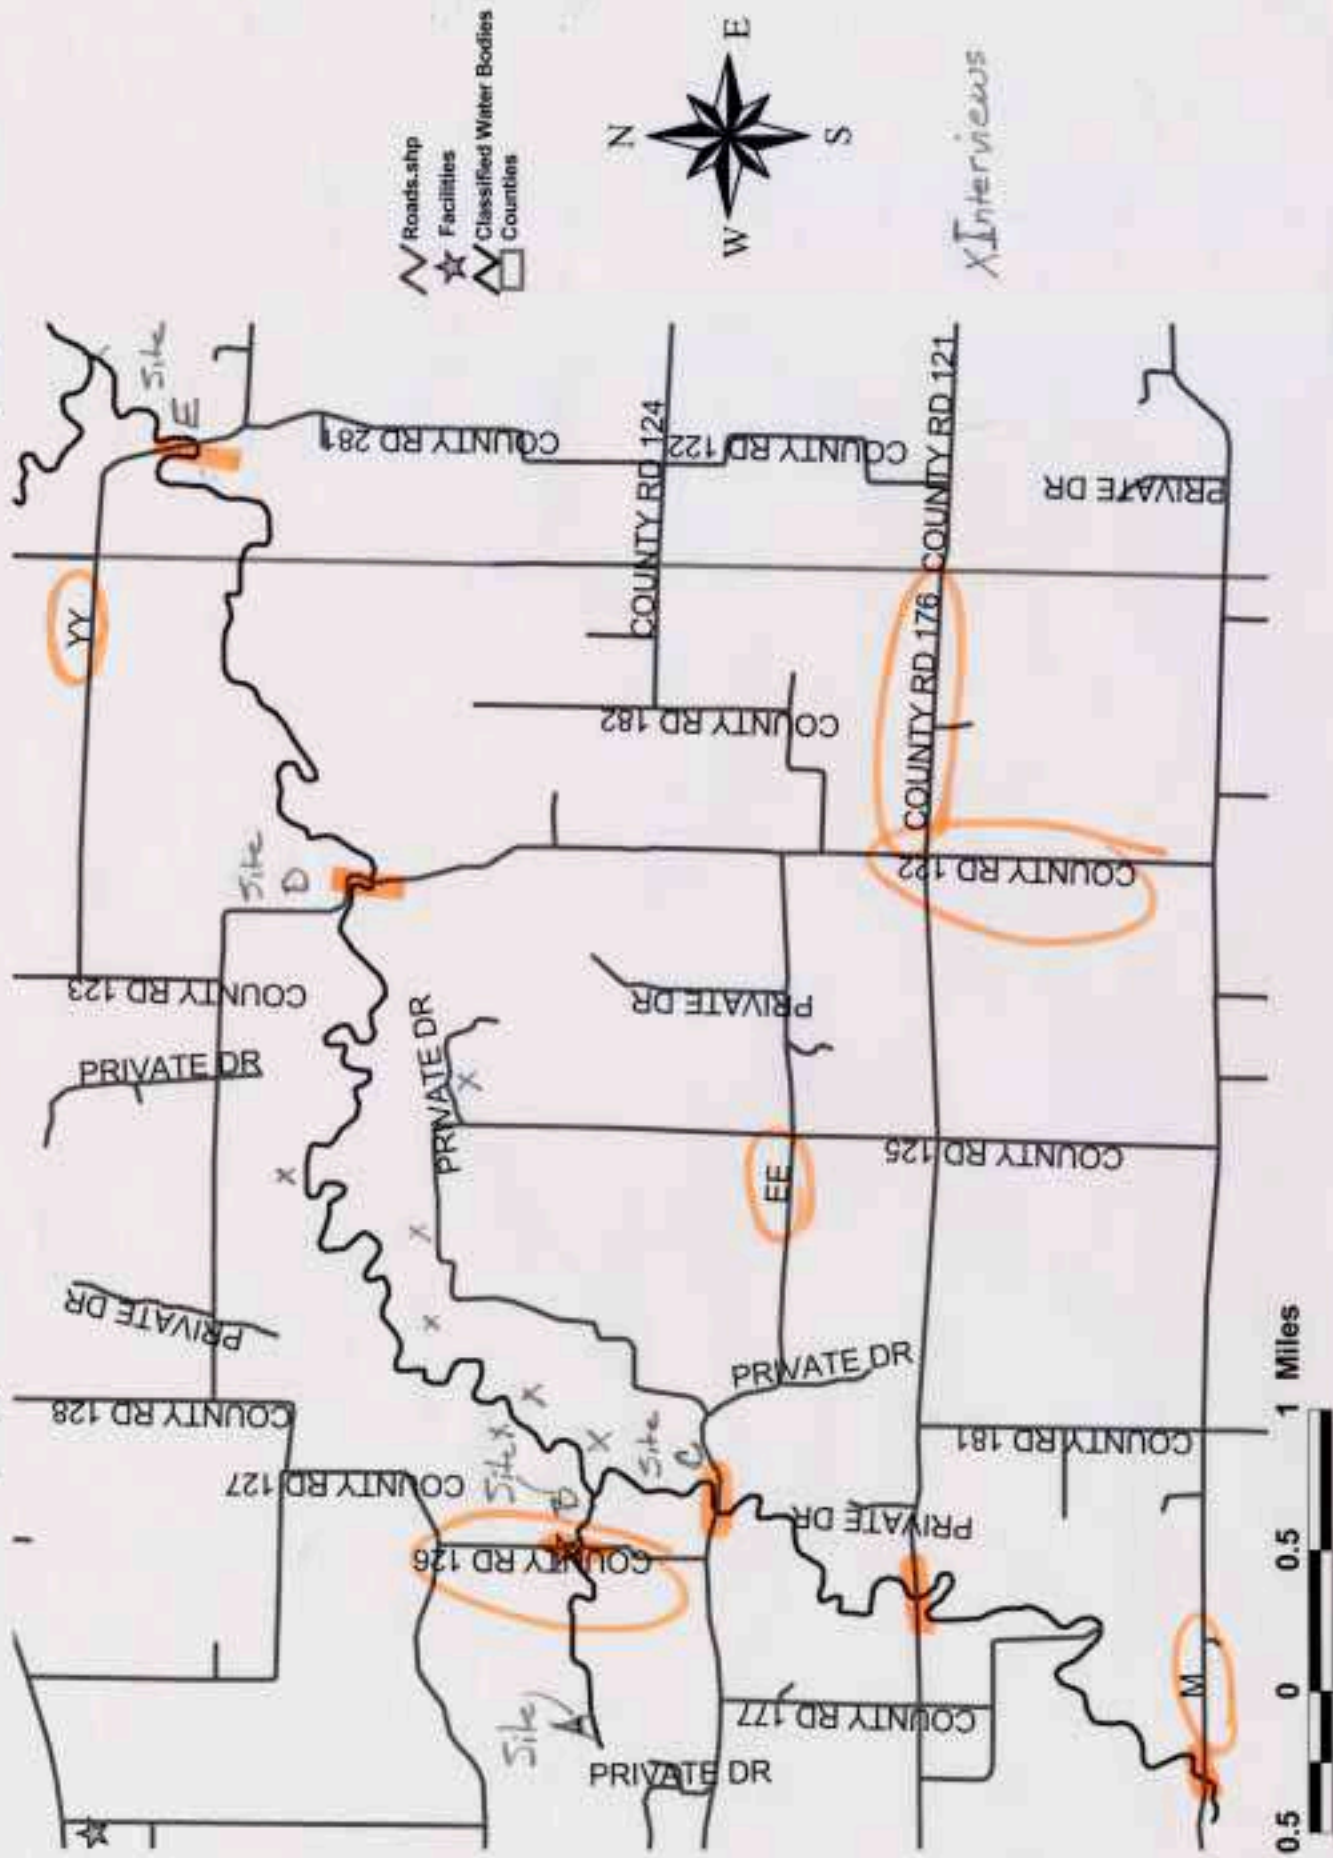 Roads.shp
Facilities
Classified Water Bodies
Counties
N
W
E
S
X Interviews
YY
Site
E
COUNTY RD 281
COUNTY RD 124
COUNTY RD 122
COUNTY RD 121
PRIVATE DR
COUNTY RD 176
COUNTY RD 182
COUNTY RD 122
Site
D
COUNTY RD 123
PRIVATE DR
PRIVATE DR
PRIVATE DR
X
X
X
X
X
X
X
EE
COUNTY RD 125
PRIVATE DR
PRIVATE DR
COUNTY RD 128
COUNTY RD 127
Site
B
Site
C
COUNTY RD 126
COUNTY RD 181
PRIVATE DR
Site
A
PRIVATE DR
COUNTY RD 177
M
0.5 0 0.5 1 Miles